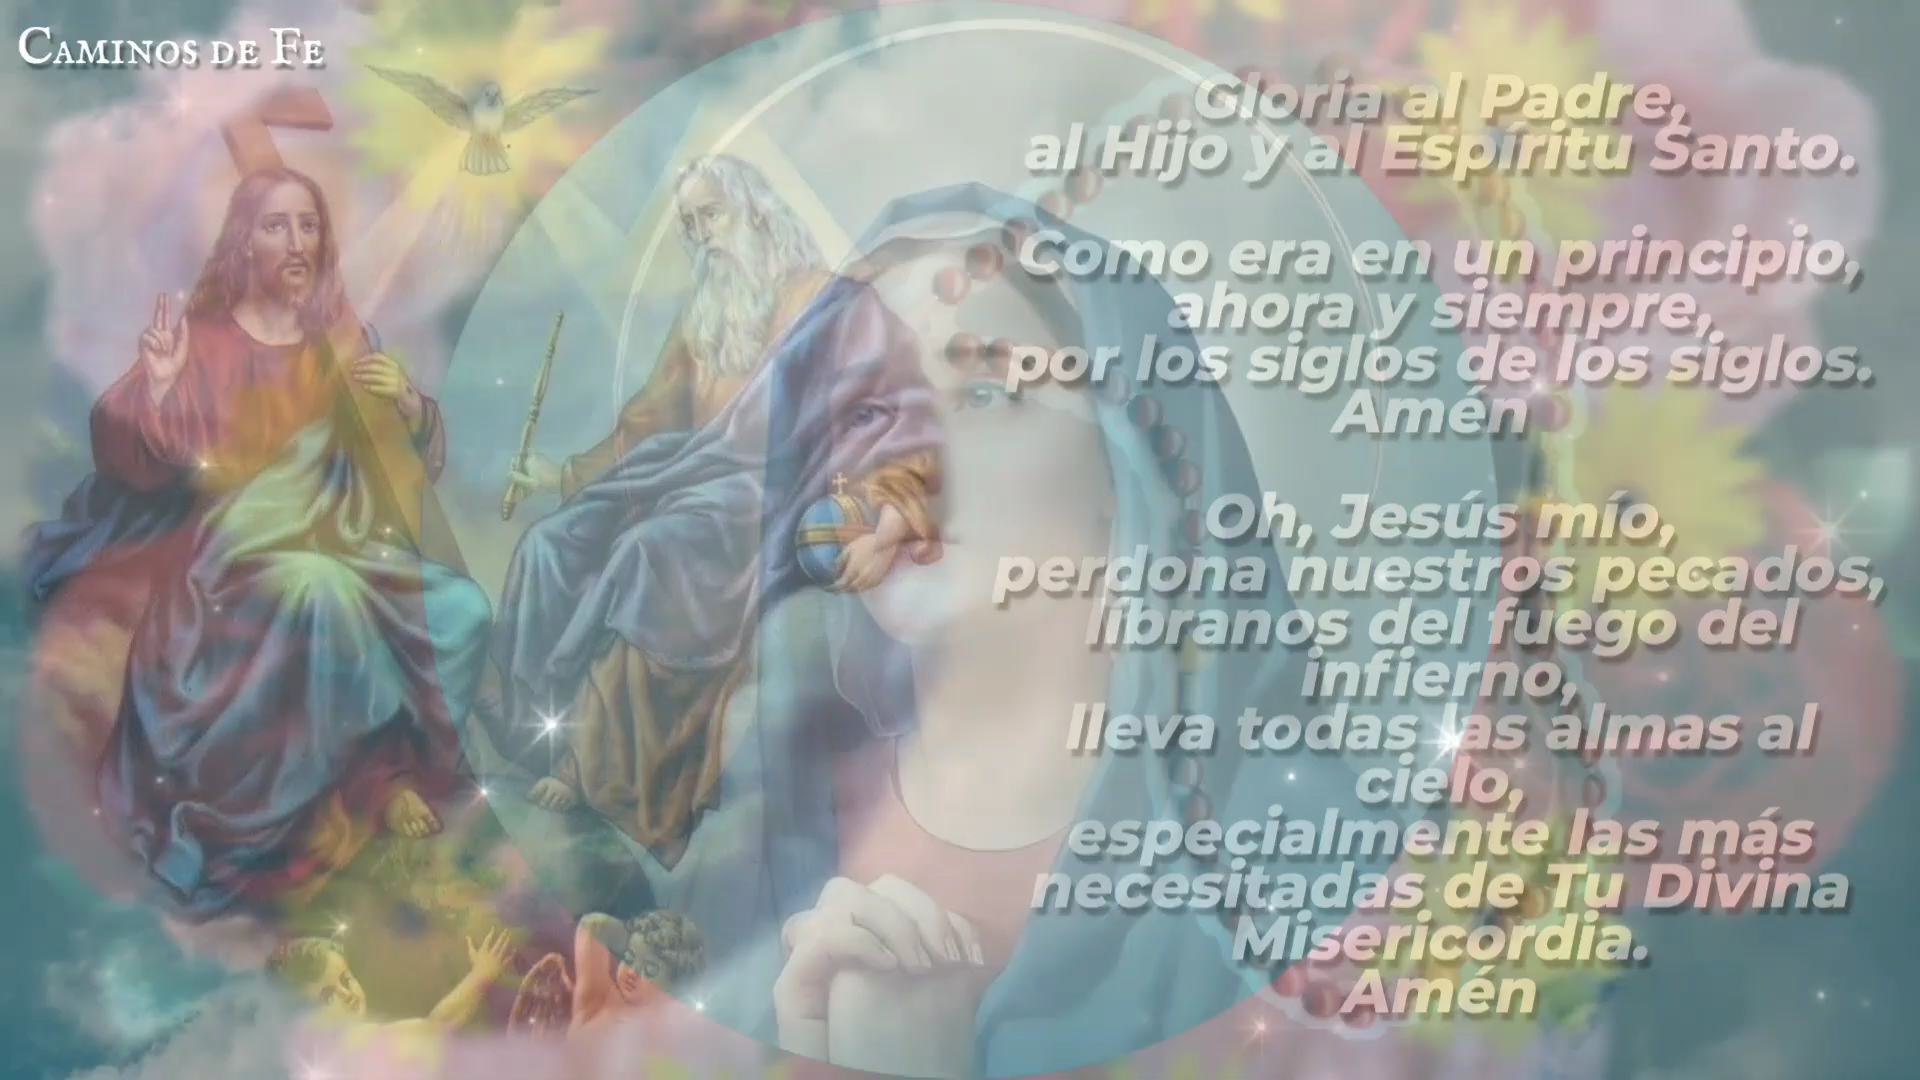 Caminos de Fe
Gloria al Padre,
al Hijo y al Espíritu Santo.
Como era en un principio,
ahora y siempre,
por los siglos de los siglos.
Amén
Oh, Jesús mío,
perdona nuestros pecados,
líbranos del fuego del
infierno,
lleva todas las almas al
cielo,
especialmente las más
necesitadas de Tu Divina
Misericordia.
Amén